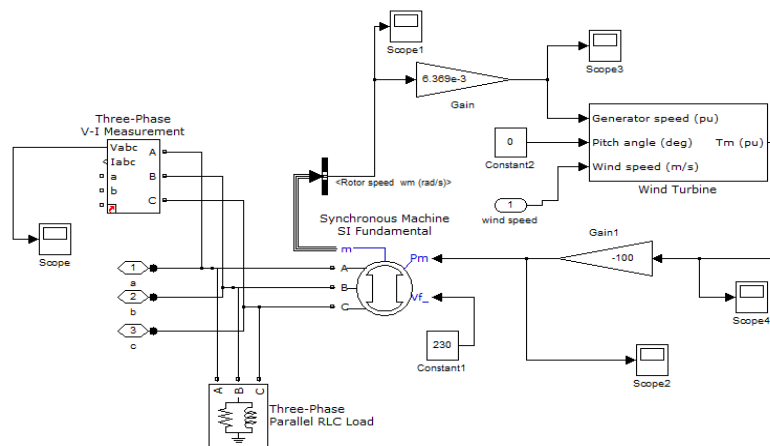 Scope1
6.369e-3
Gain
Scope3
Three-Phase
V-I Measurement
Vabc
Iabc
a
b
c
A
B
C
Generator speed (pu)
Pitch angle (deg)
Wind speed (m/s)
Tm (pu)
Wind Turbine
0
Constant2
<Rotor speed wm (rad/s)>
1
wind speed
Synchronous Machine
SI Fundamental
Scope
m
Pm
Vf_
A
B
C
1
a
2
b
3
c
Gain1
-100
Scope4
230
Constant1
Scope2
A
B
C
Three-Phase
Parallel RLC Load